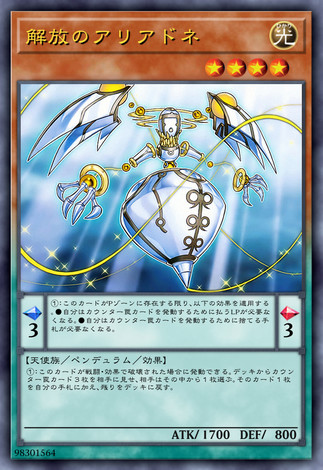 解放のアリアドネ
光
①：このカードがPゾーンに存在する限り、以下の効果を適用する。●自分はカウンター罠カードを発動するために払うLPが必要なくなる。●自分はカウンター罠カードを発動するために捨てる手札が必要なくなる。
3
3
【天使族／ペンデュラム／効果】
①：このカードが戦闘・効果で破壊された場合に発動できる。デッキからカウンター罠カード３枚を相手に見せ、相手はその中から１枚選ぶ。そのカード１枚を自分の手札に加え、残りをデッキに戻す。
ATK/ 1700 DEF/ 800
98301564